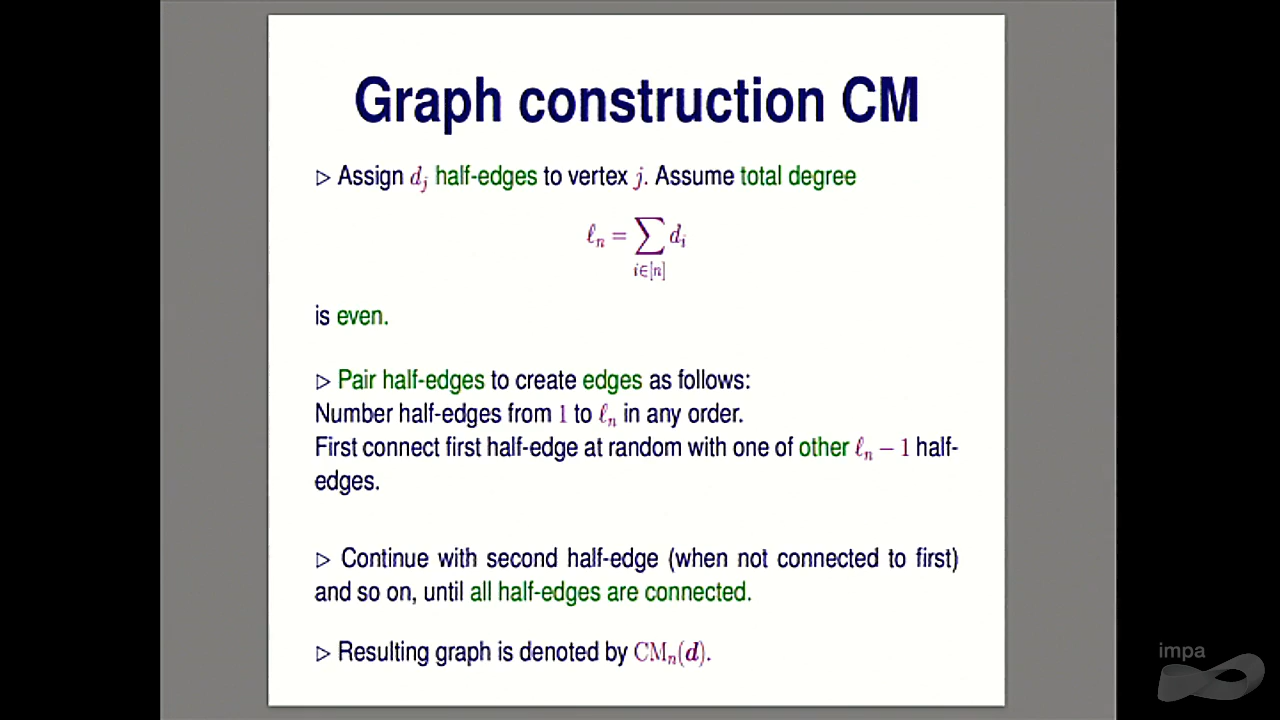 Graph construction CM
▷ Assign d_j half-edges to vertex j. Assume total degree
ℓ_n = ∑_{i∈[n]} d_i
is even.
▷ Pair half-edges to create edges as follows:
Number half-edges from 1 to ℓ_n in any order.
First connect first half-edge at random with one of other ℓ_n − 1 half-
edges.
▷ Continue with second half-edge (when not connected to first)
and so on, until all half-edges are connected.
▷ Resulting graph is denoted by CM_n(d).
impa